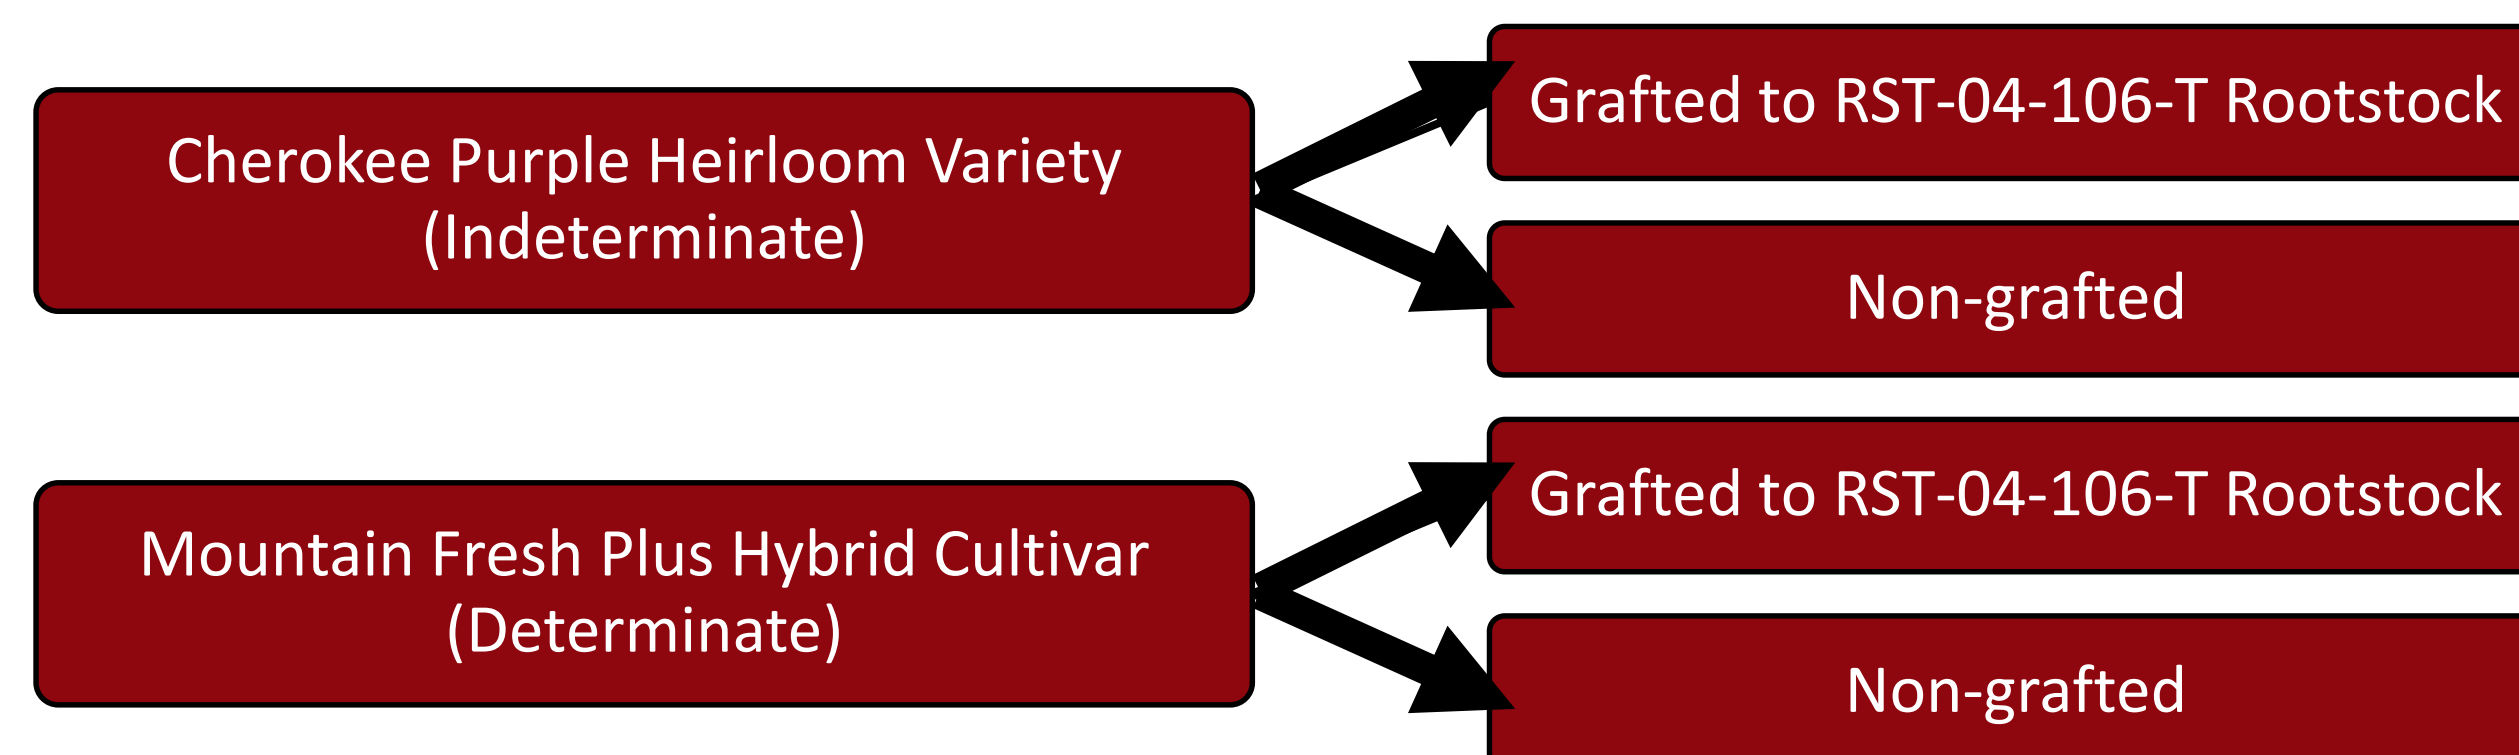 Cherokee Purple Heirloom Variety
(Indeterminate)
Grafted to RST-04-106-T Rootstock
Non-grafted
Mountain Fresh Plus Hybrid Cultivar
(Determinate)
Grafted to RST-04-106-T Rootstock
Non-grafted